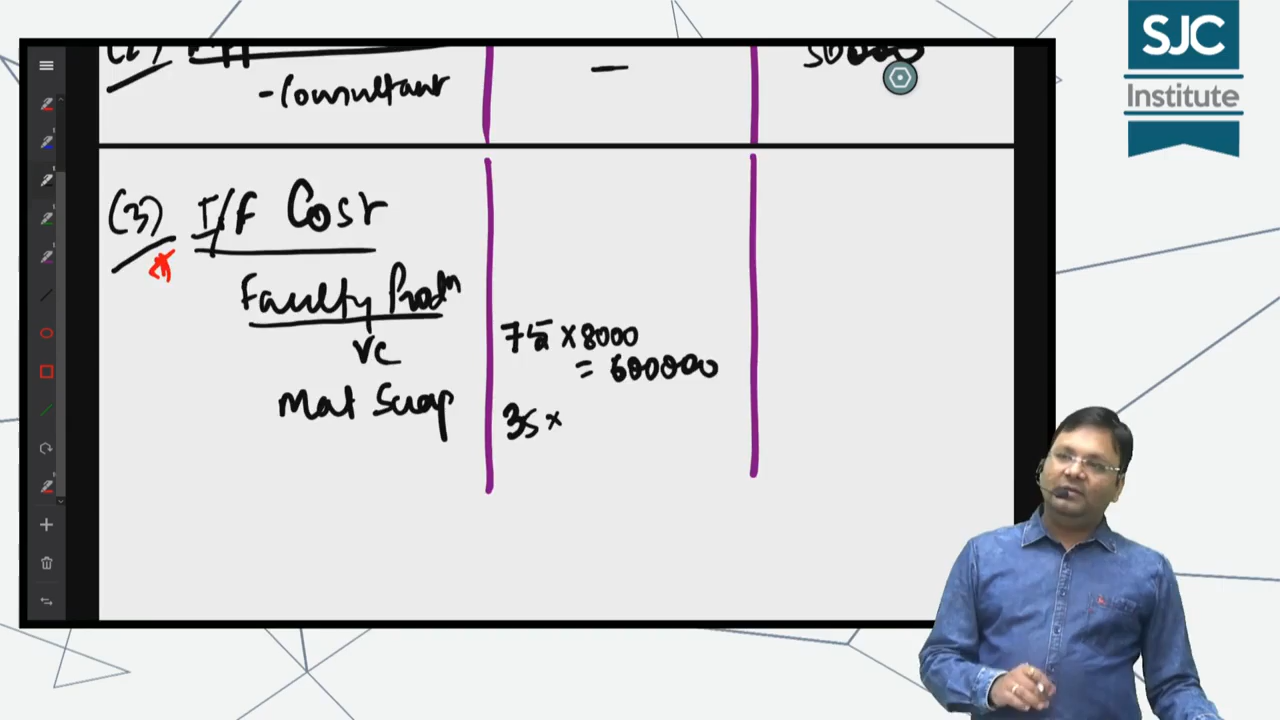 SJC
Institute
- Consultant
—
(3) I/F Cost
Faulty Prodn
VC
75 × 8000
= 600000
Mat Scrap
35 ×